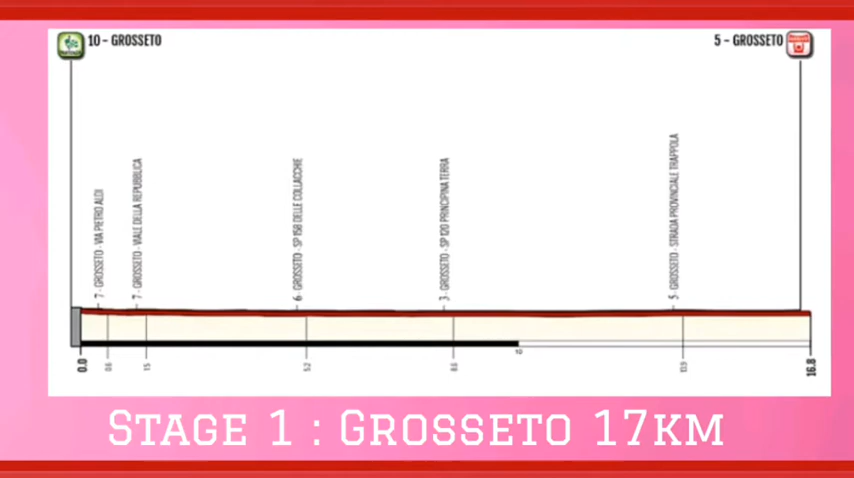 10 - GROSSETO
5 - GROSSETO
7 - GROSSETO - VIA PIETRO ALDI
7 - GROSSETO - VIALE DELLA REPUBBLICA
6 - GROSSETO - SP 158 DELLE COLLACCHIE
3 - GROSSETO - SP 120 PRINCIPINA TERRA
5 - GROSSETO - STRADA PROVINCIALE TRAPPOLA
10
0.0
0.6
1.5
5.2
8.6
13.9
16.8
Stage 1 : Grosseto 17km